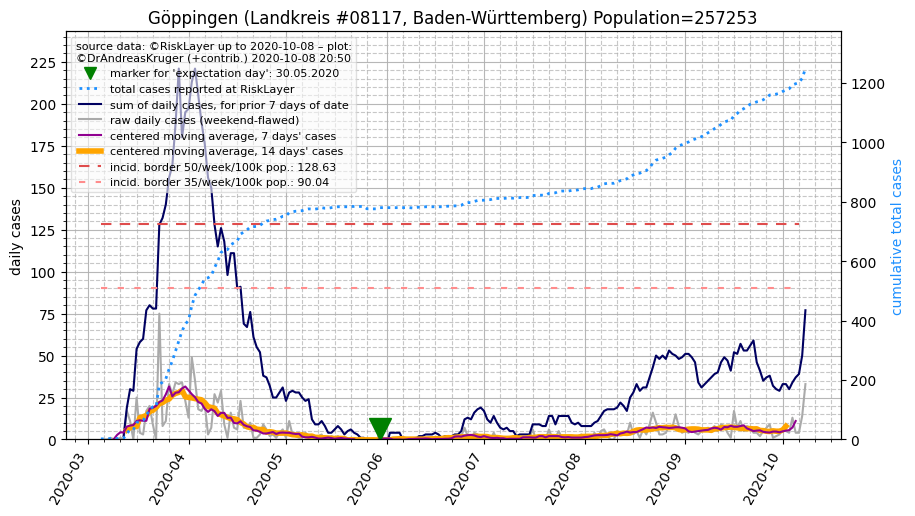 Göppingen (Landkreis #08117, Baden-Württemberg) Population=257253
source data: ©RiskLayer up to 2020-10-08 – plot:
©DrAndreasKruger (+contrib.) 2020-10-08 20:50
marker for 'expectation day': 30.05.2020
total cases reported at RiskLayer
sum of daily cases, for prior 7 days of date
raw daily cases (weekend-flawed)
centered moving average, 7 days' cases
centered moving average, 14 days' cases
incid. border 50/week/100k pop.: 128.63
incid. border 35/week/100k pop.: 90.04
daily cases
225
200
175
150
125
100
75
50
25
0
cumulative total cases
1200
1000
800
600
400
200
0
2020-03
2020-04
2020-05
2020-06
2020-07
2020-08
2020-09
2020-10